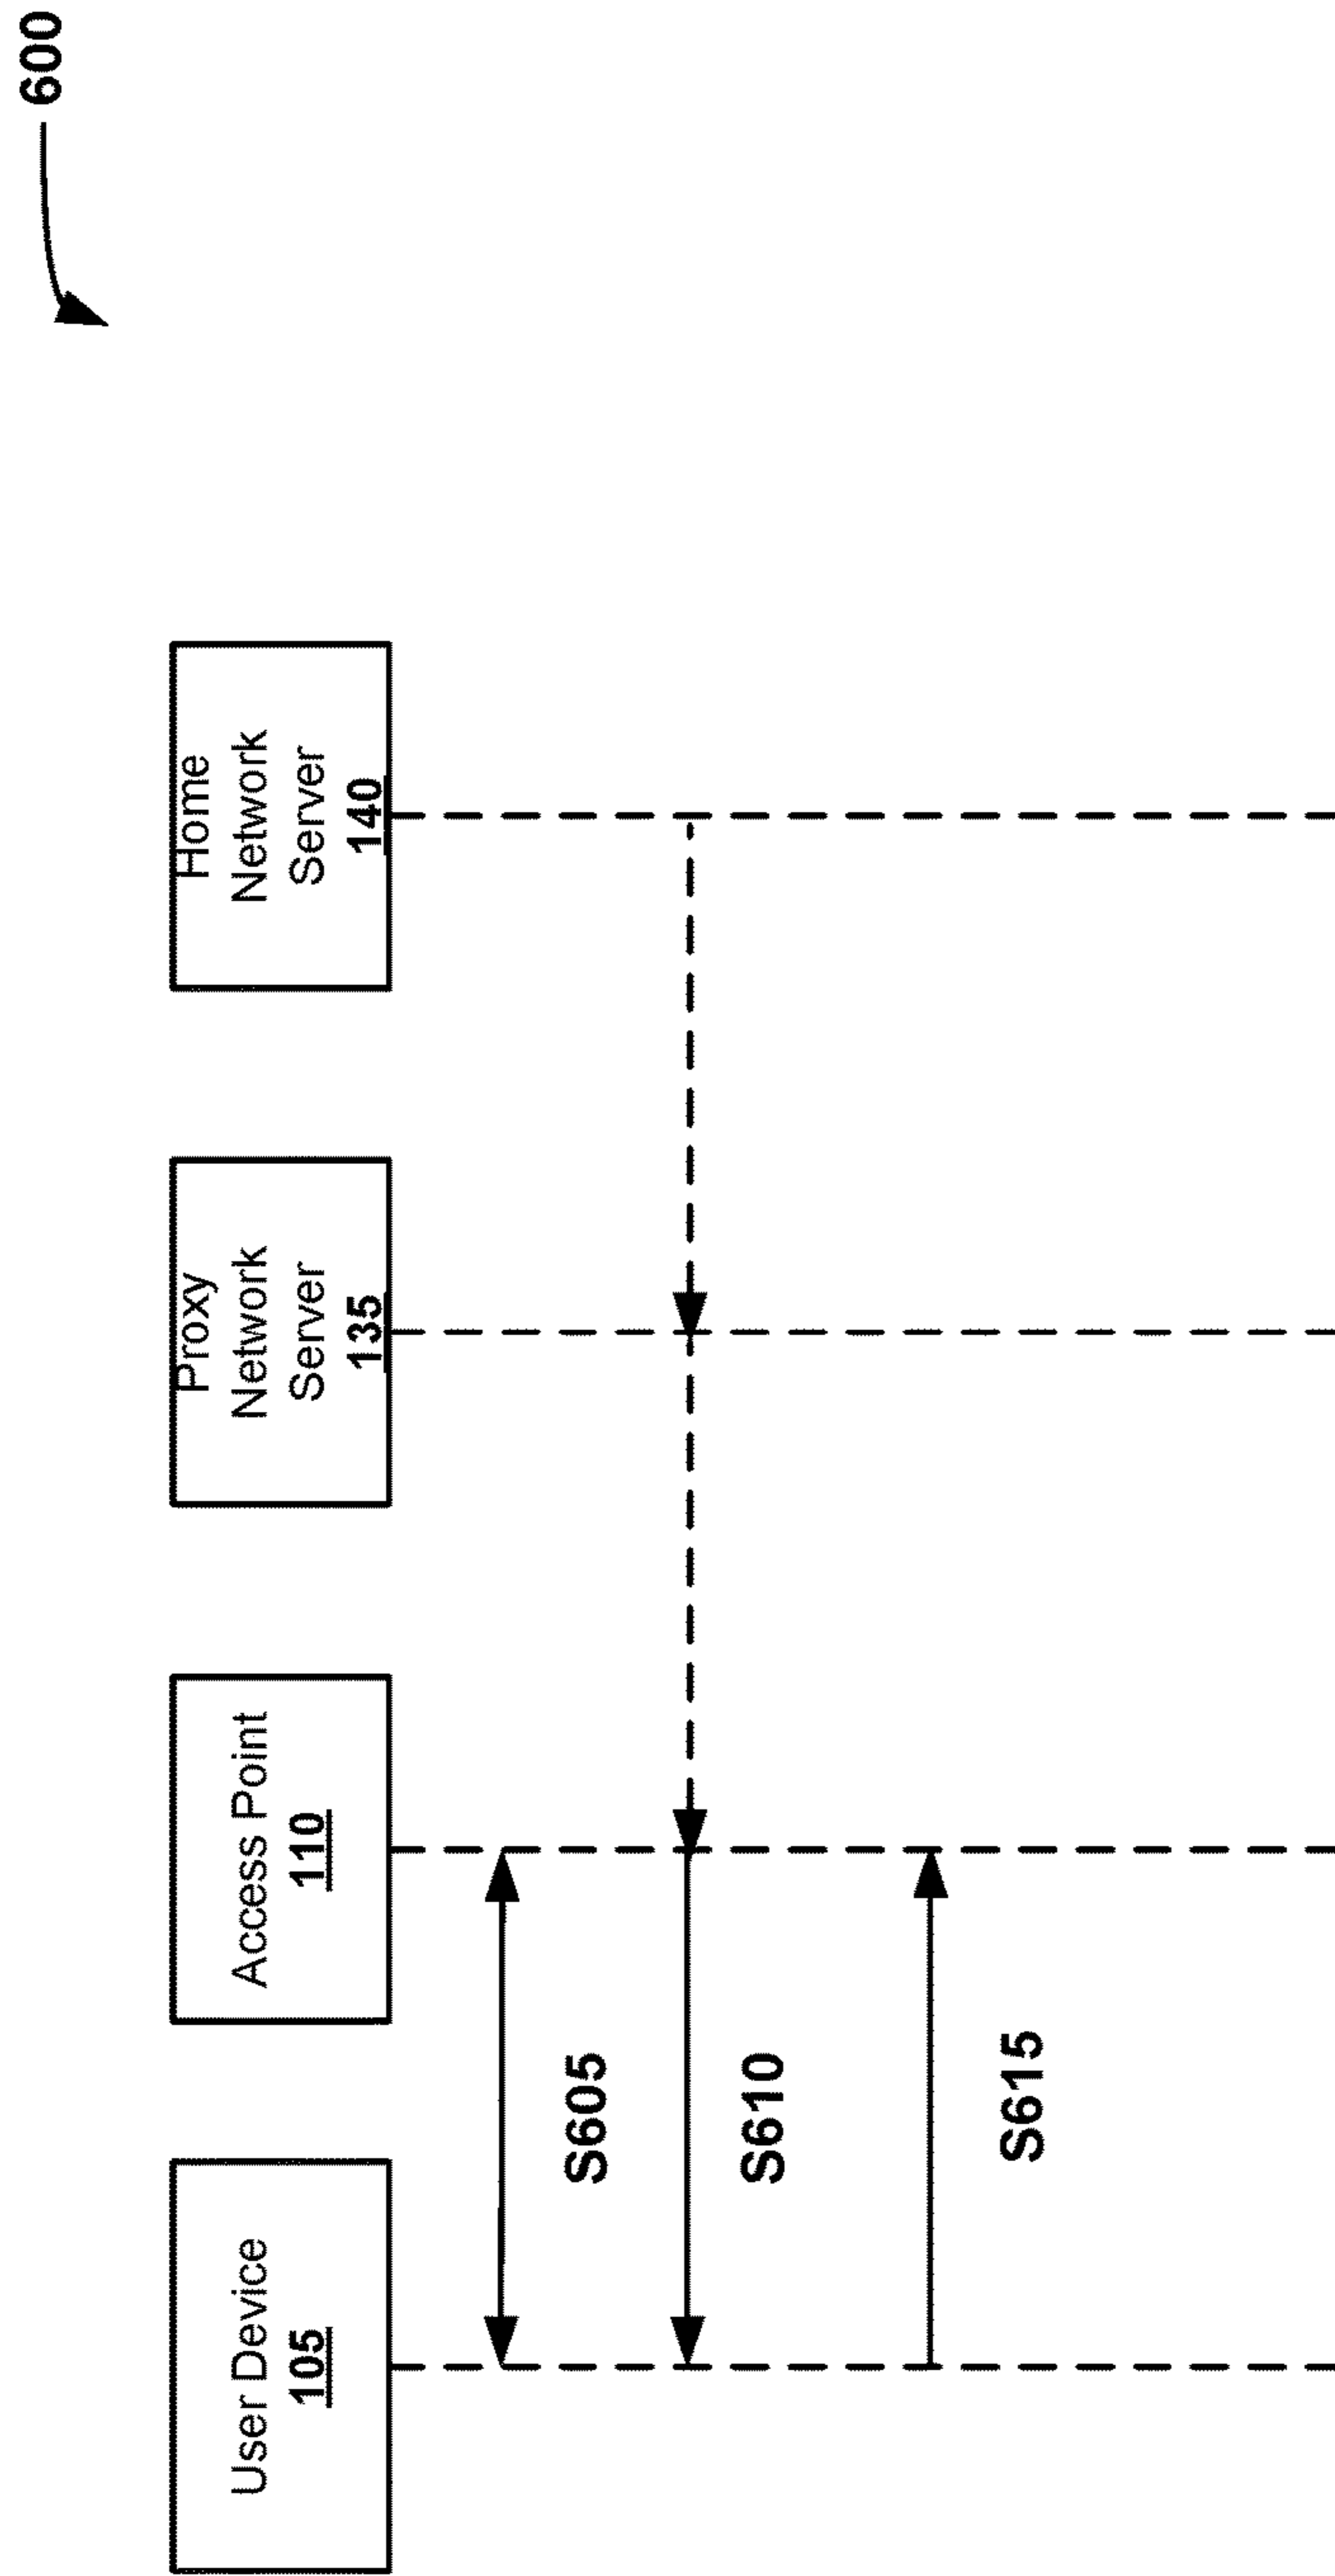 600
User Device
105
Access Point
110
Proxy
Network
Server
135
Home
Network
Server
140
S605
S610
S615